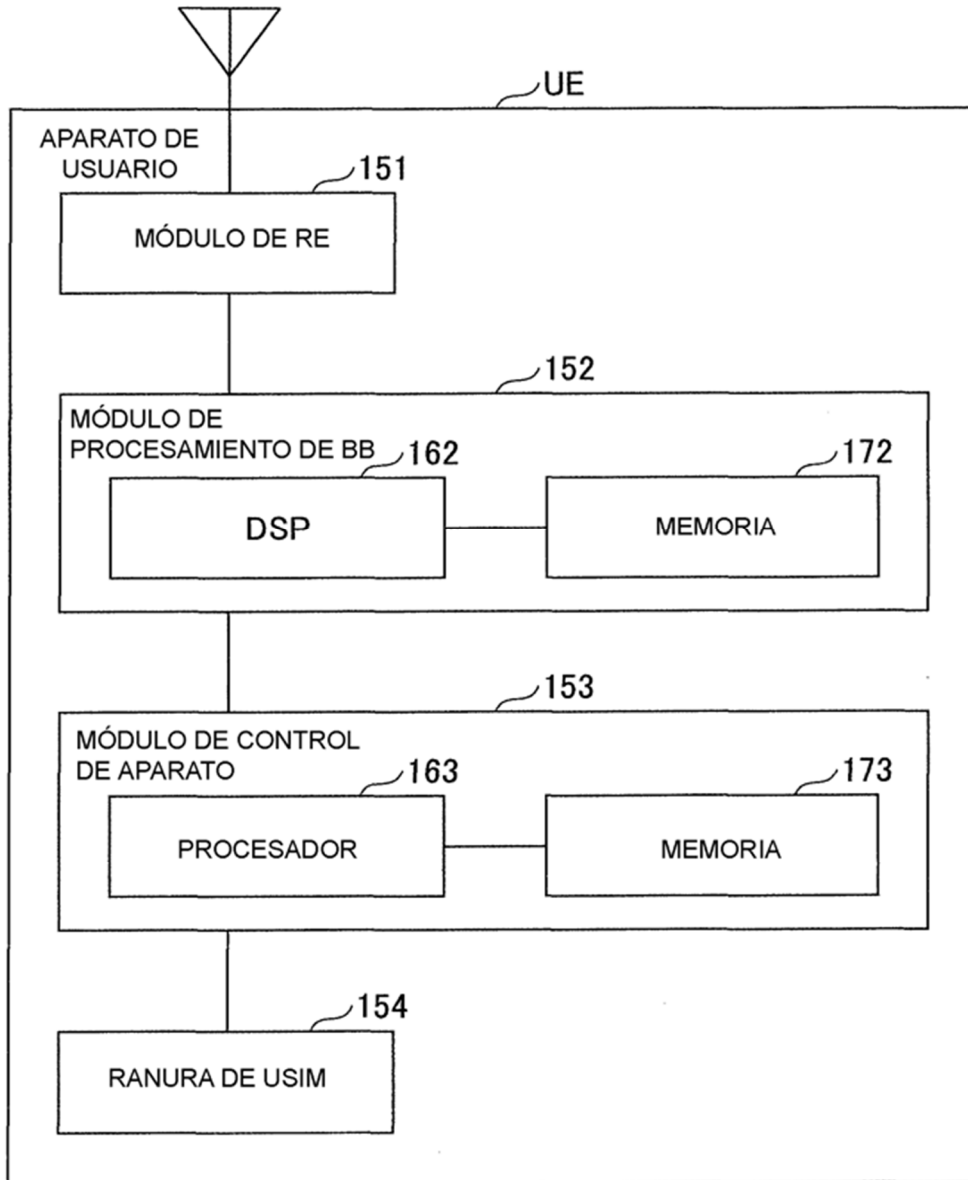 UE
APARATO DE
USUARIO
151
MÓDULO DE RE
152
MÓDULO DE
PROCESAMIENTO DE BB
162
172
DSP
MEMORIA
153
MÓDULO DE CONTROL
DE APARATO
163
173
PROCESADOR
MEMORIA
154
RANURA DE USIM